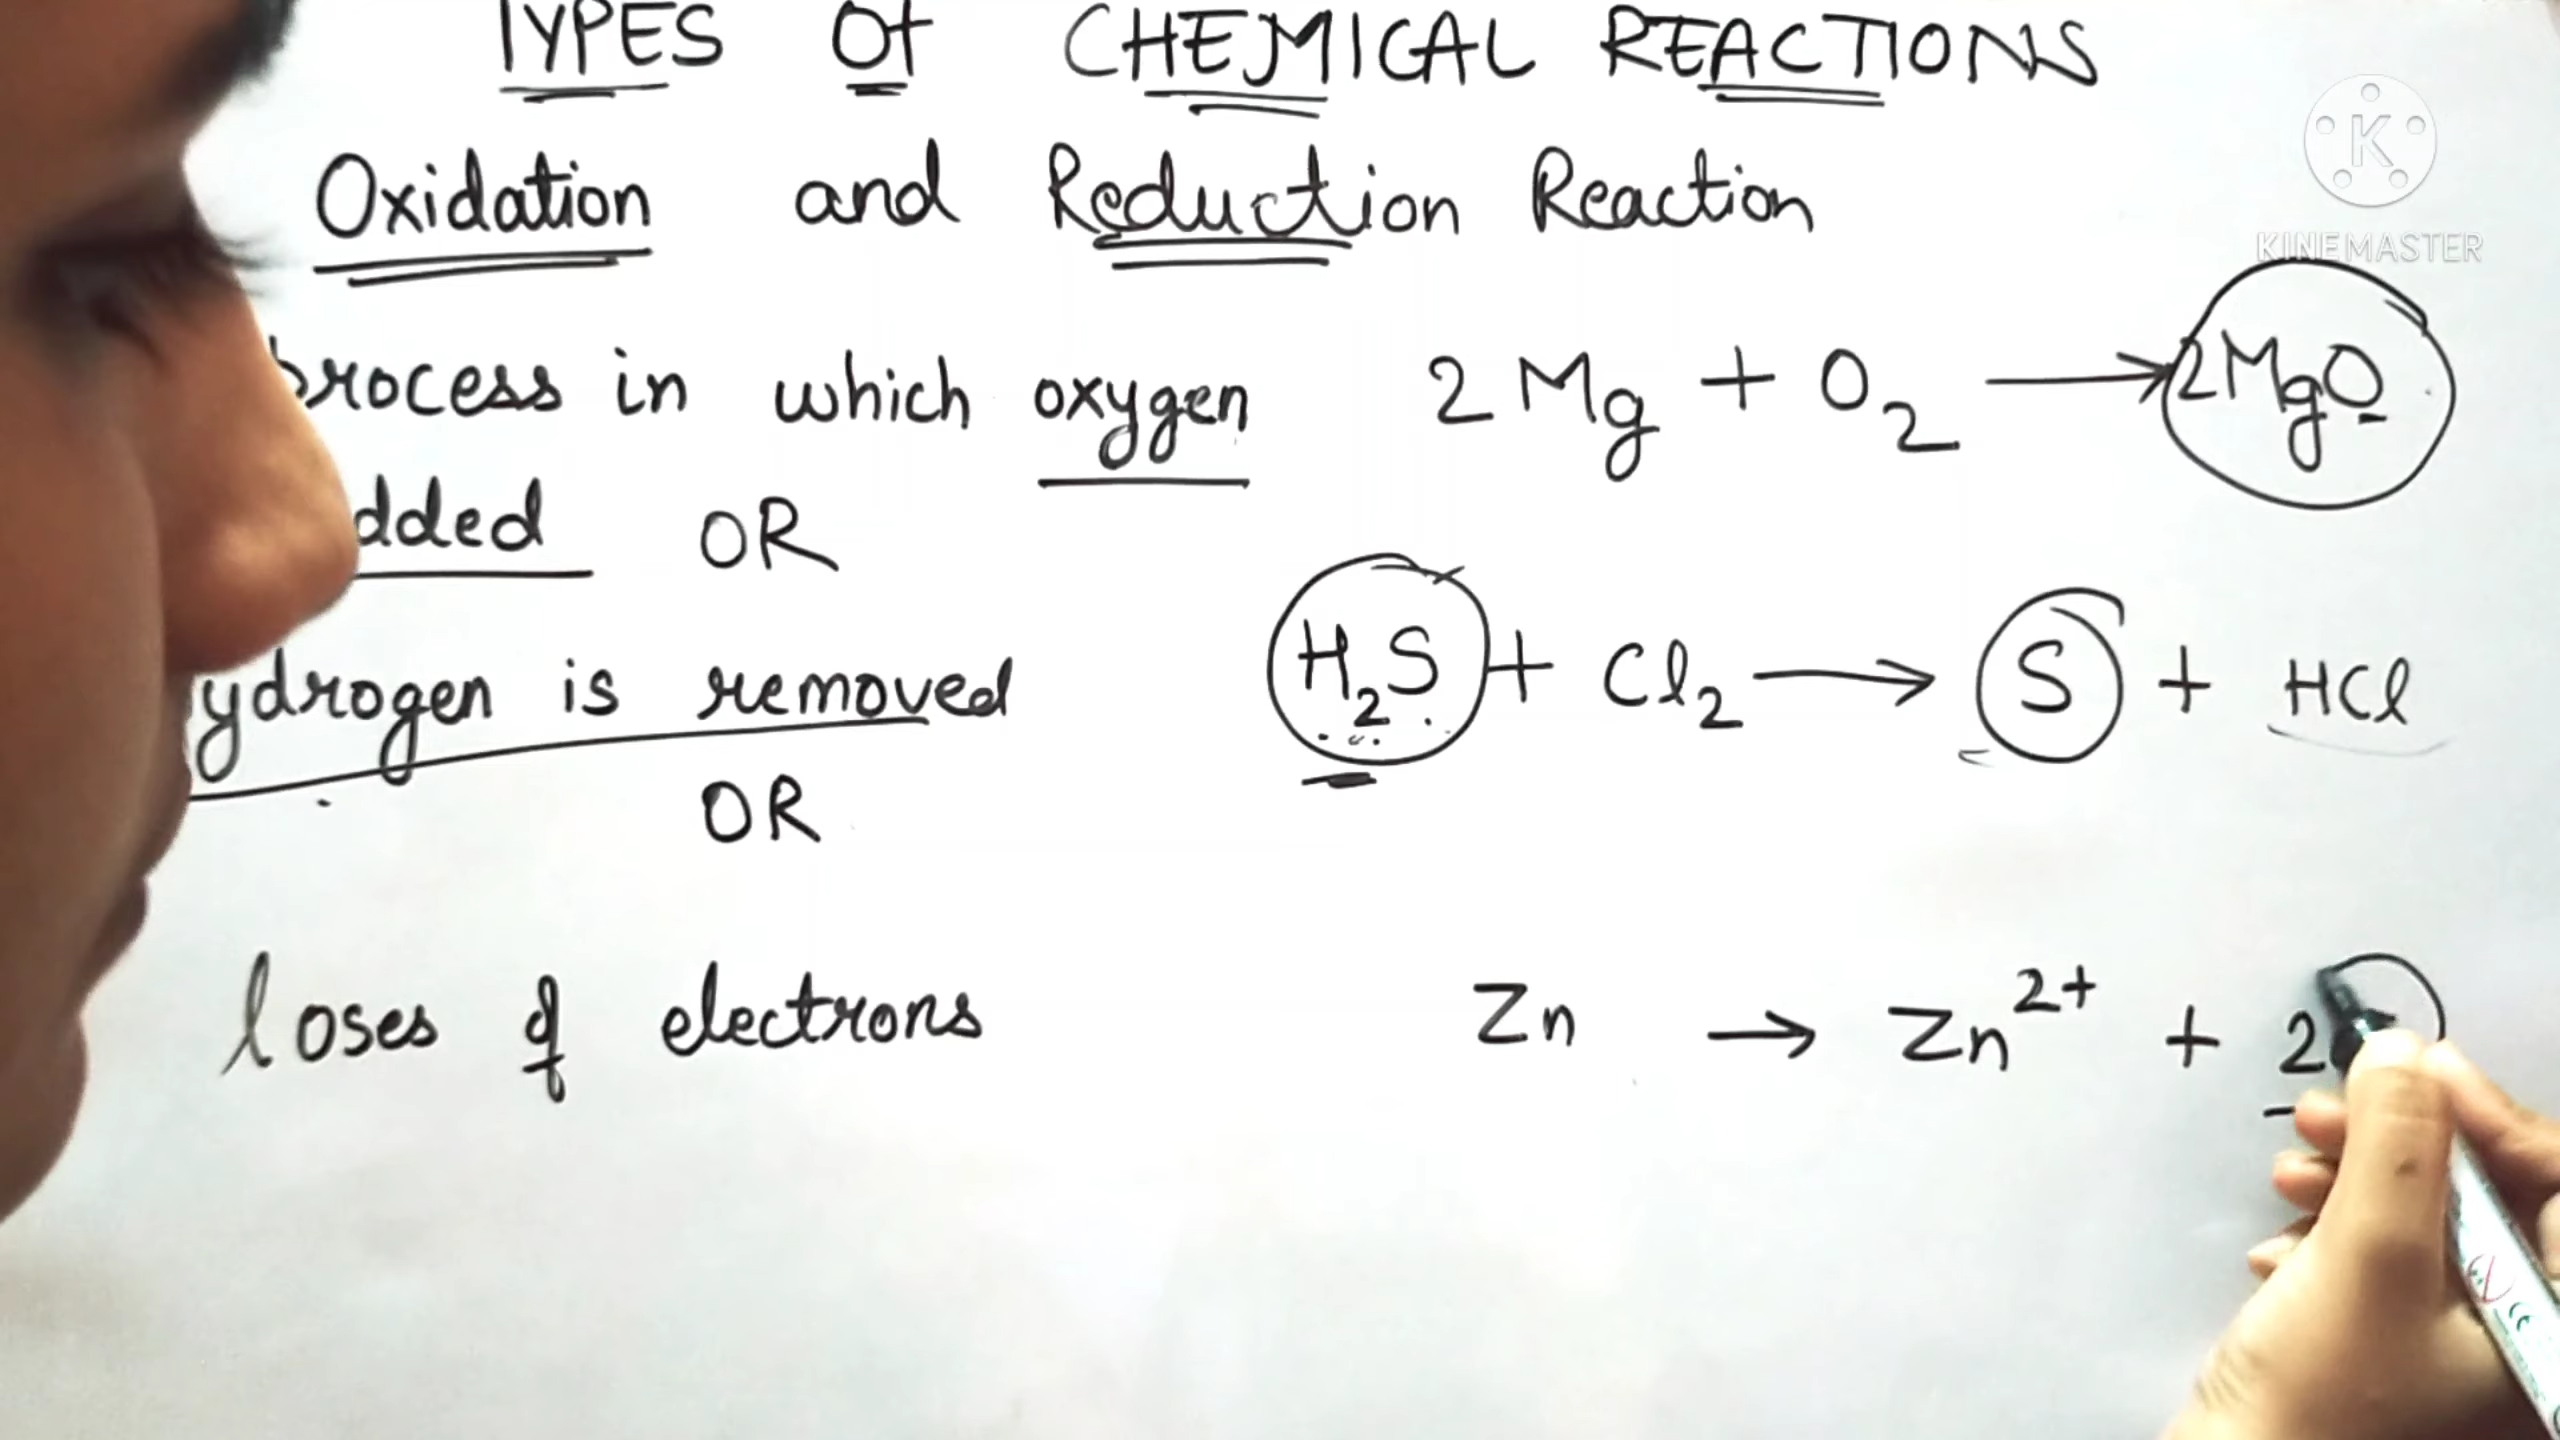 TYPES Of CHEMICAL REACTIONS
K
KINEMASTER
Oxidation and Reduction Reaction
process in which oxygen 2Mg + O₂ → 2MgO
dded OR
ydrogen is removed H₂S + Cl₂ → S + HCl
OR
loses of electrons Zn → Zn²⁺ + 2